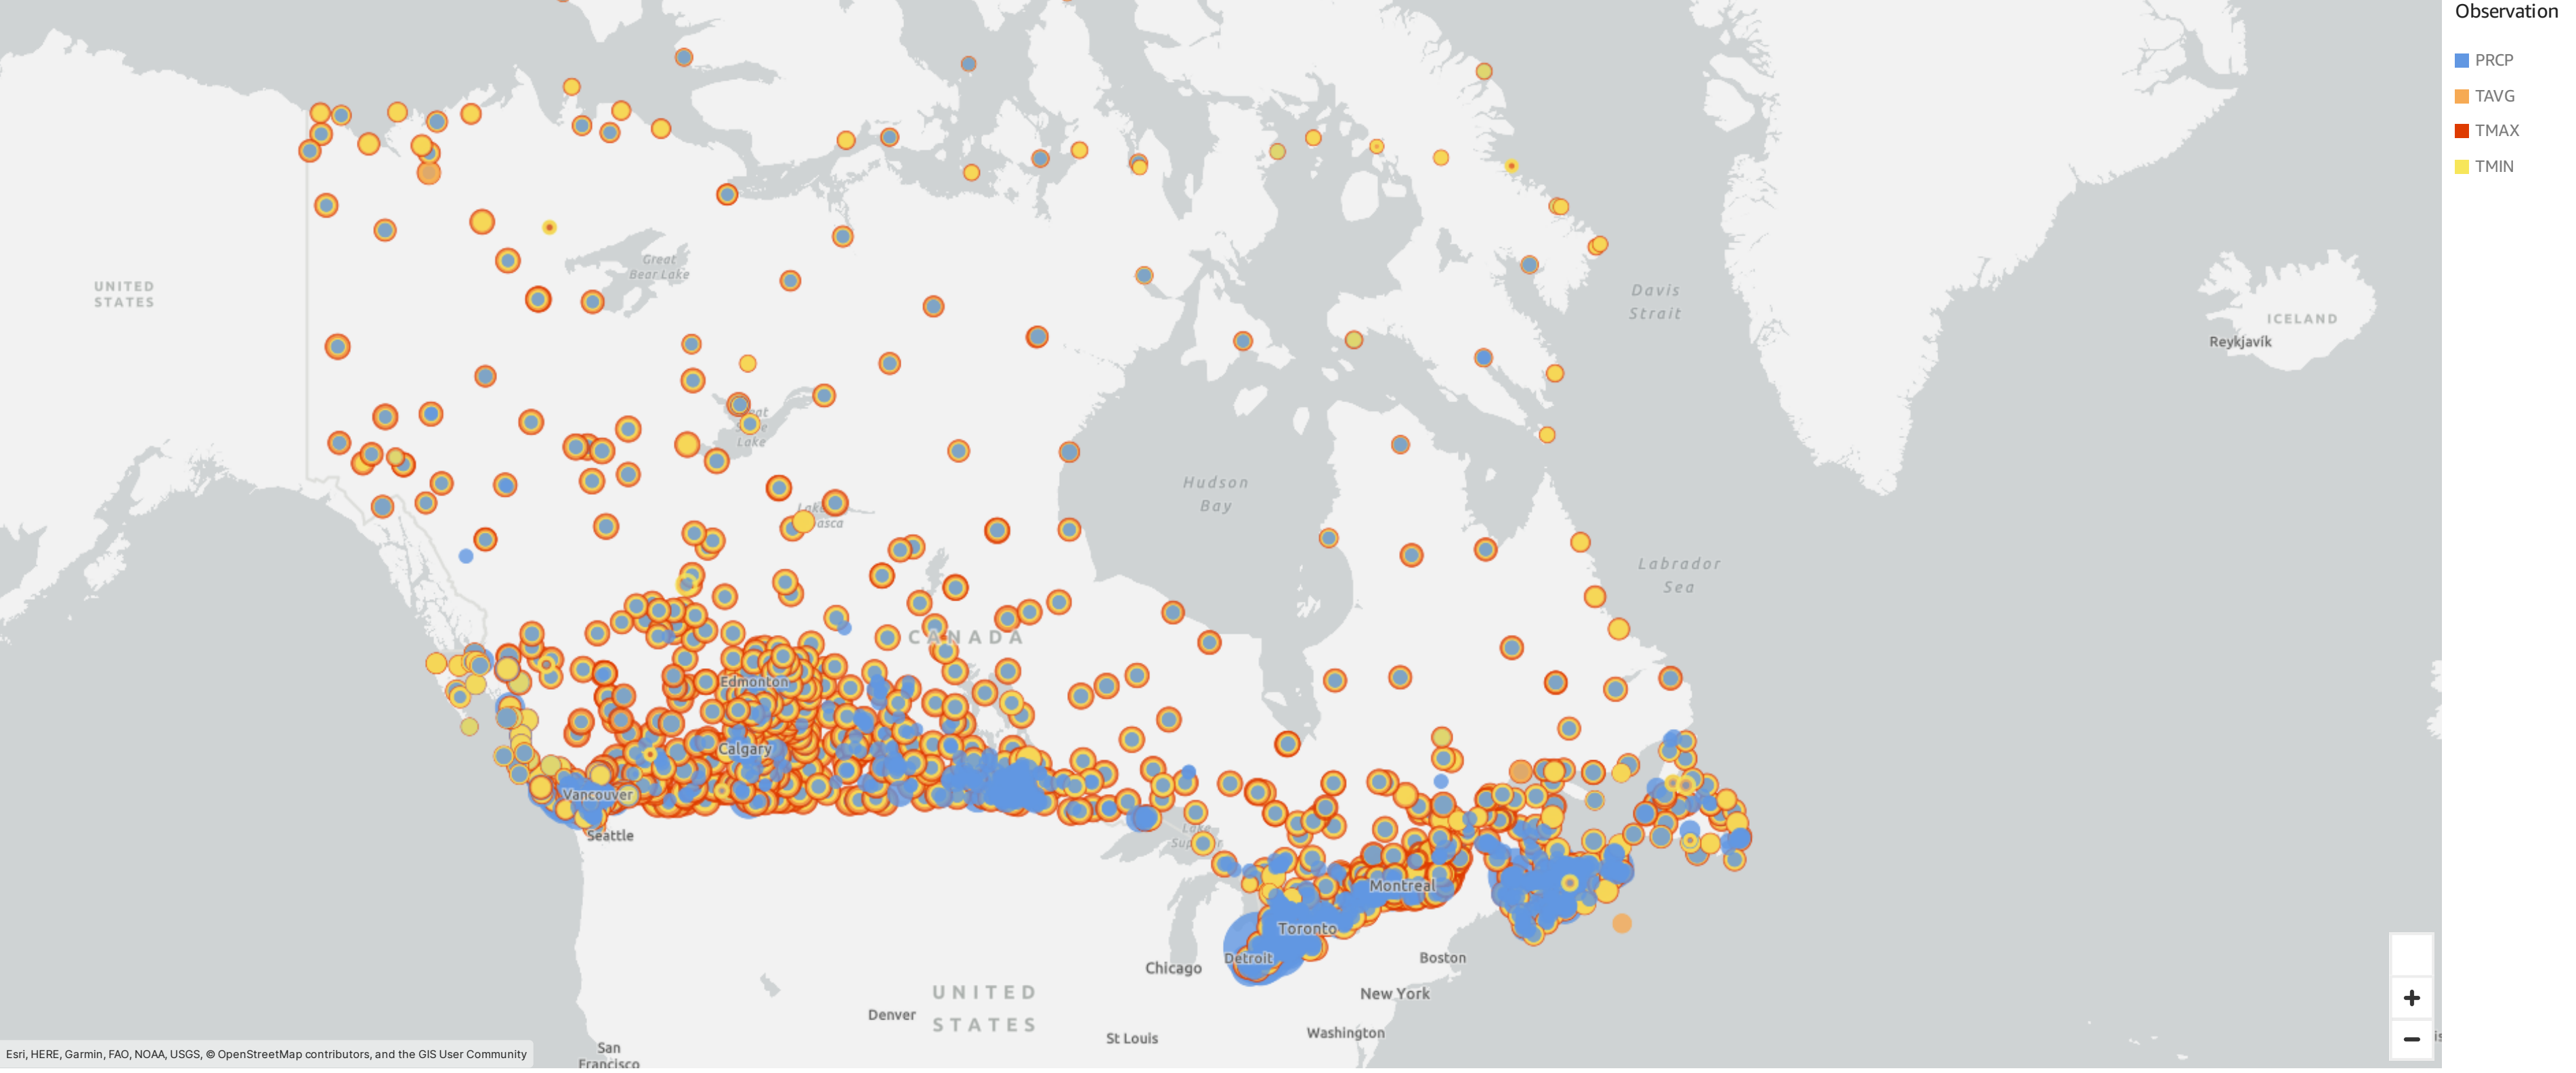 Observation
PRCP
TAVG
TMAX
TMIN
Great
Bear Lake
UNITED
STATES
Davis
Strait
ICELAND
Reykjavík
Lake
Hudson
Bay
Labrador
Sea
CANADA
Edmonton
Calgary
Vancouver
Seattle
Lake
Montreal
Toronto
Detroit
Chicago
Boston
UNITED
STATES
New York
Denver
Washington
St Louis
San
Francisco
+
−
Esri, HERE, Garmin, FAO, NOAA, USGS, © OpenStreetMap contributors, and the GIS User Community